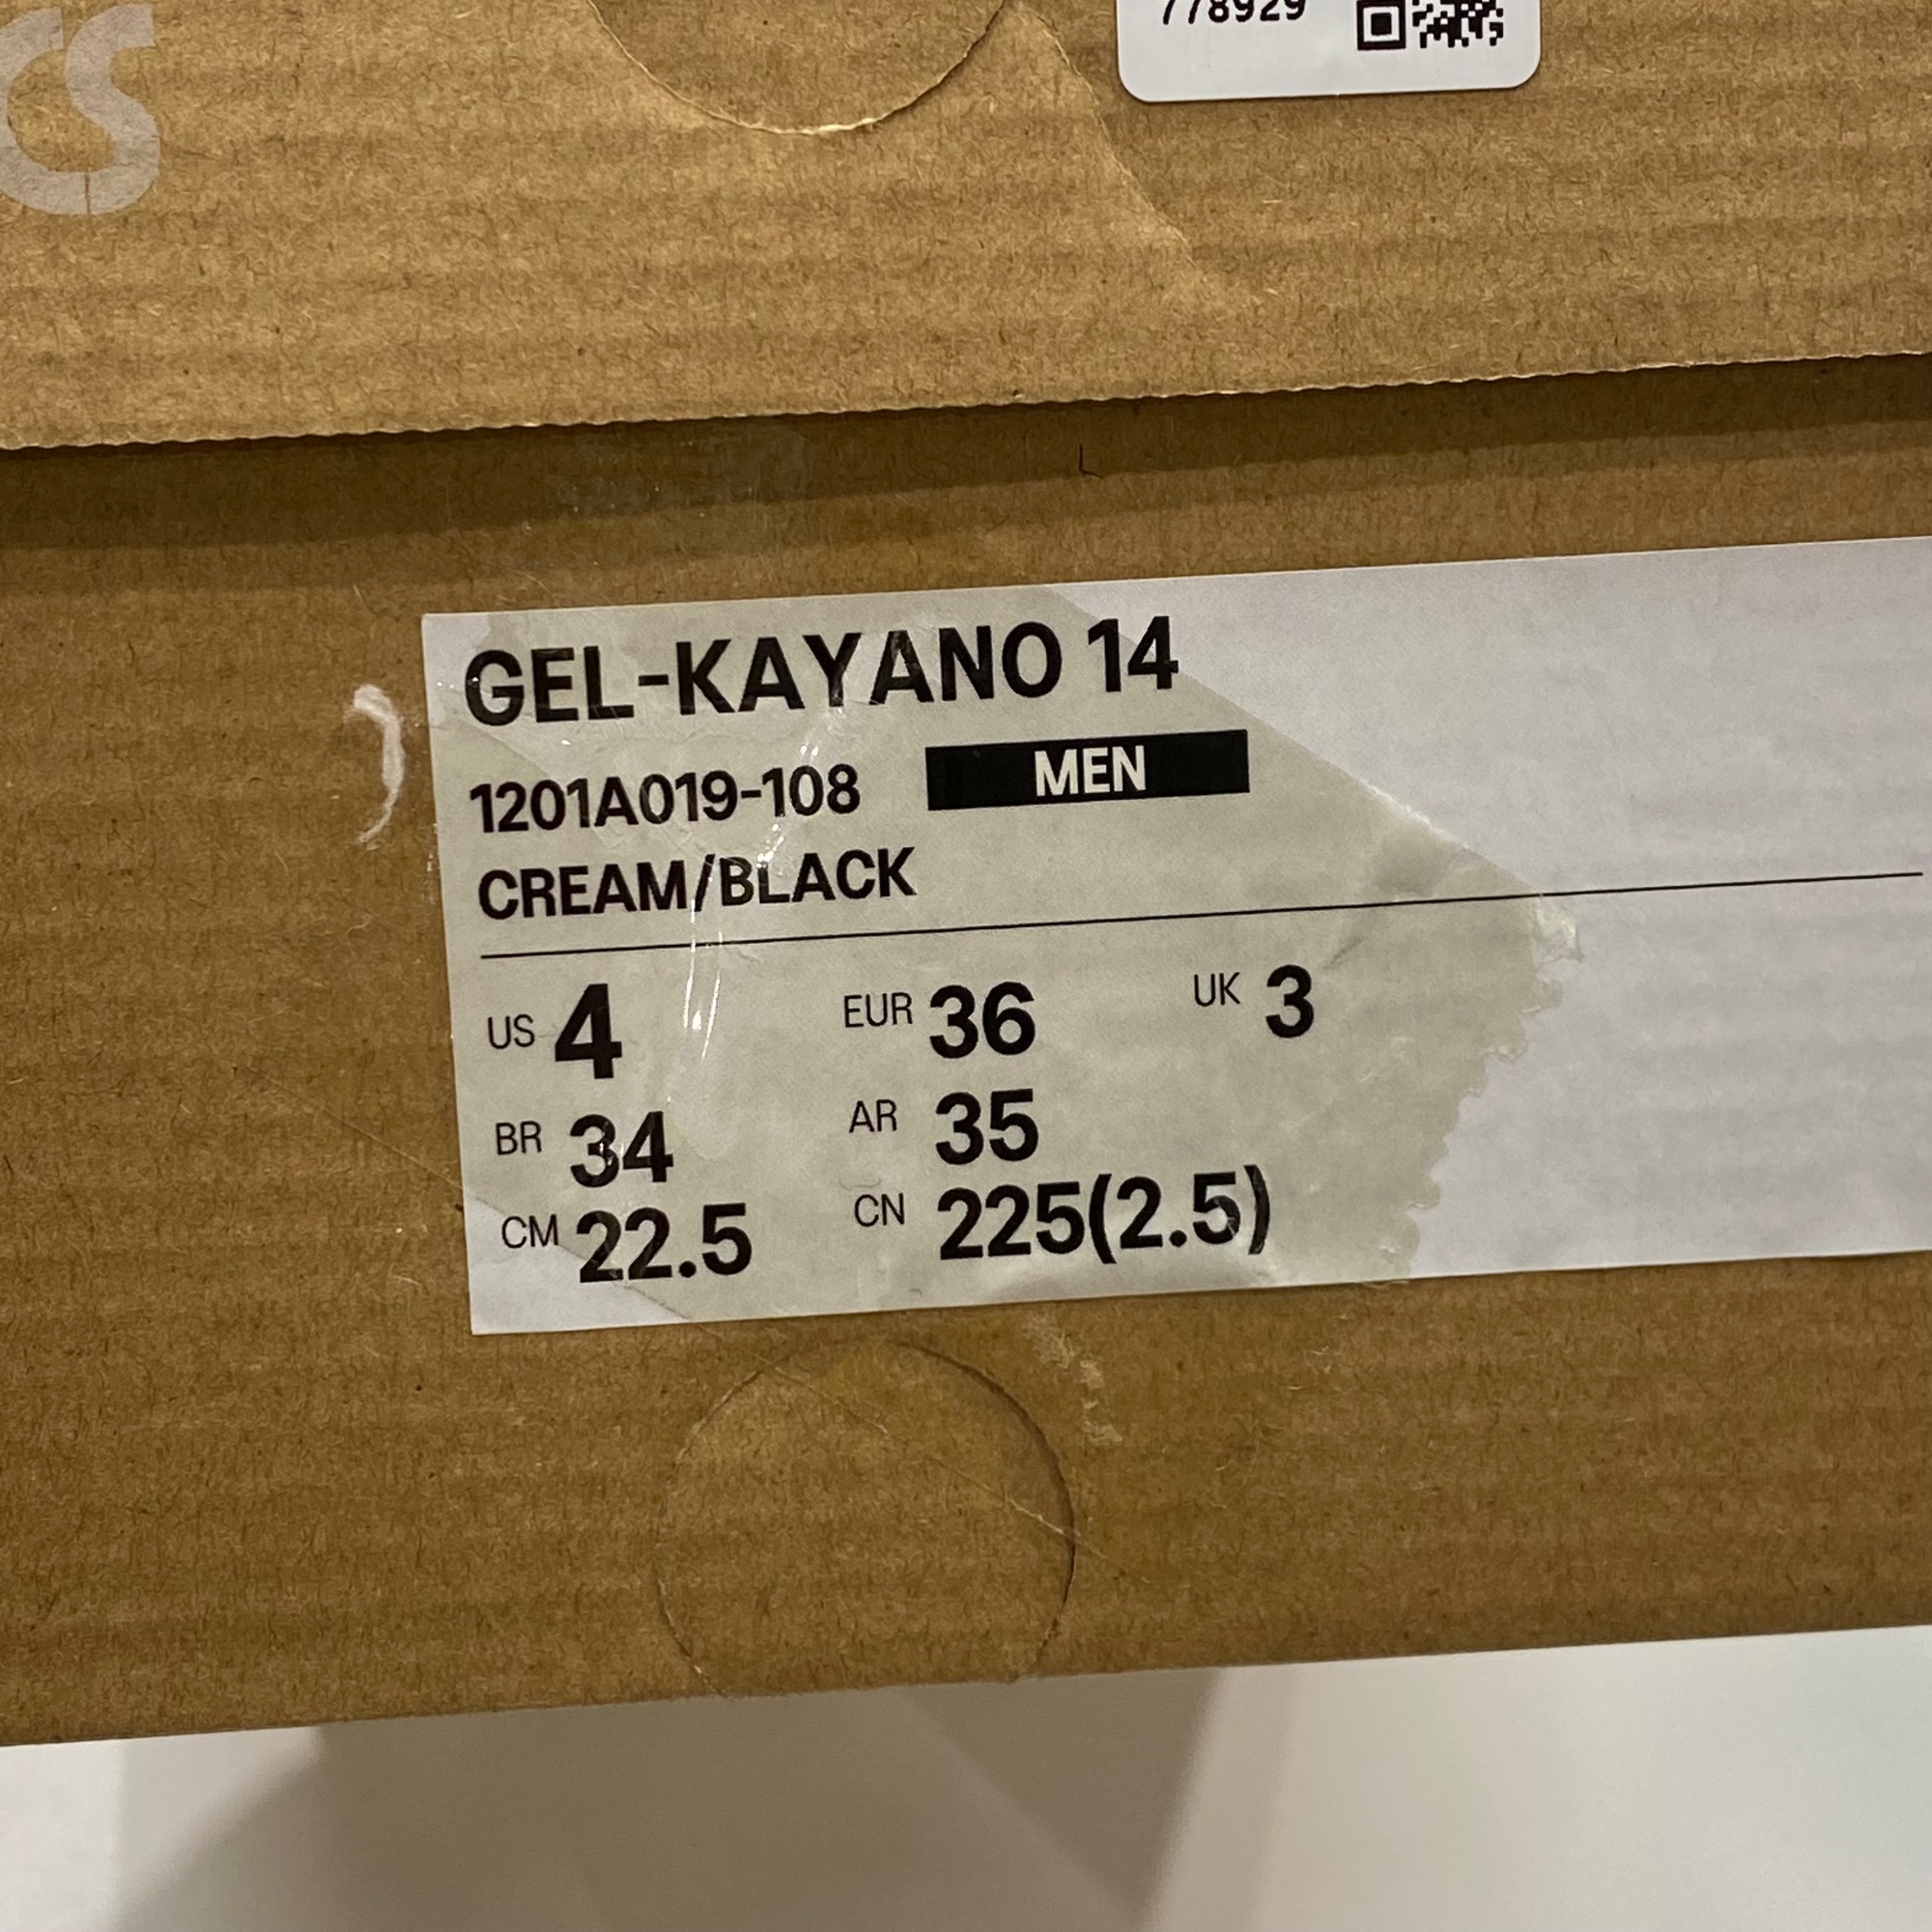 CS
778929
GEL-KAYANO 14
1201A019-108 MEN
CREAM/BLACK
US 4 EUR 36 UK 3
BR 34 AR 35
CM 22.5 CN 225(2.5)